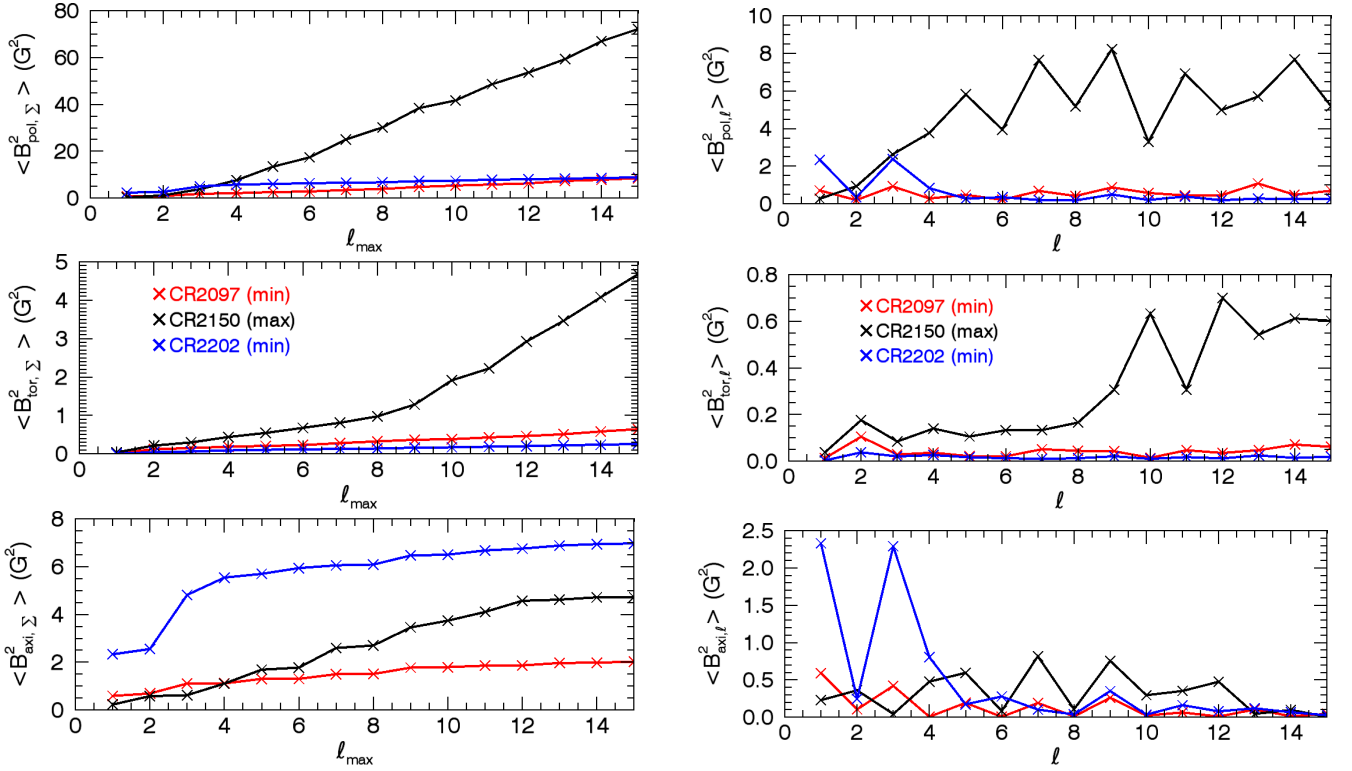 <B²pol, Σ > (G²)
80
60
40
20
0
0 2 4 6 8 10 12 14
ℓmax
<B²pol,ℓ> (G²)
10
8
6
4
2
0
0 2 4 6 8 10 12 14
ℓ
<B²tor, Σ > (G²)
5
4
3
2
1
0
CR2097 (min)
CR2150 (max)
CR2202 (min)
0 2 4 6 8 10 12 14
ℓmax
<B²tor,ℓ> (G²)
0.8
0.6
0.4
0.2
0.0
CR2097 (min)
CR2150 (max)
CR2202 (min)
0 2 4 6 8 10 12 14
ℓ
<B²axi, Σ > (G²)
8
6
4
2
0
0 2 4 6 8 10 12 14
ℓmax
<B²axi,ℓ> (G²)
2.5
2.0
1.5
1.0
0.5
0.0
0 2 4 6 8 10 12 14
ℓ